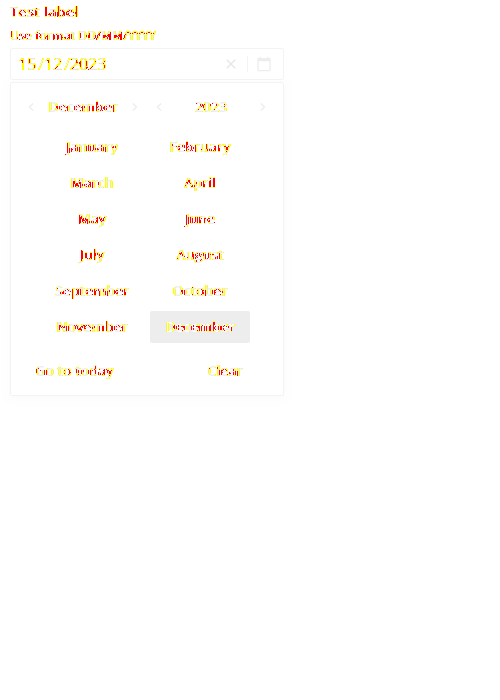 Test label
Use format DD/MM/YYYY
15/12/2023
December 2023
January February
March April
May June
July August
September October
November December
Go to today Clear